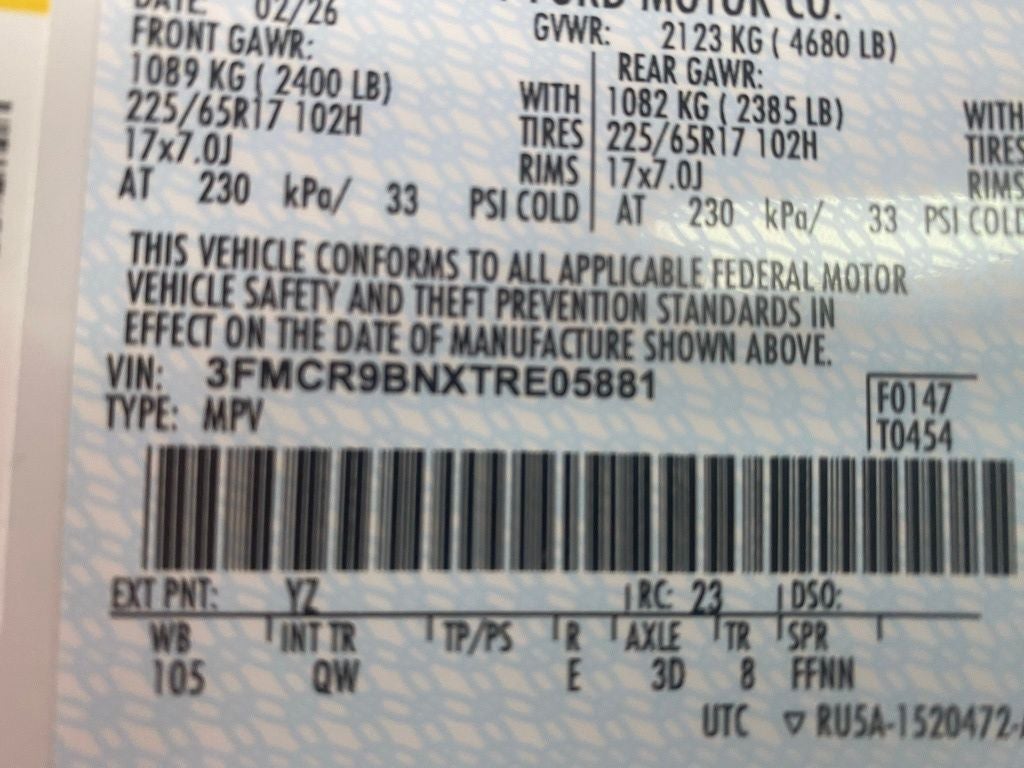 DATE 02/26
FORD MOTOR CO.
FRONT GAWR:
GVWR: 2123 KG ( 4680 LB)
1089 KG ( 2400 LB)
225/65R17 102H
17x7.0J
AT 230 kPa/ 33 PSI COLD
WITH
TIRES
RIMS
REAR GAWR:
1082 KG ( 2385 LB)
225/65R17 102H
17x7.0J
AT 230 kPa/ 33 PSI COLD
WITH
TIRES
RIMS
THIS VEHICLE CONFORMS TO ALL APPLICABLE FEDERAL MOTOR
VEHICLE SAFETY AND THEFT PREVENTION STANDARDS IN
EFFECT ON THE DATE OF MANUFACTURE SHOWN ABOVE.
VIN: 3FMCR9BNXTRE05881
TYPE: MPV
F0147
T0454
EXT PNT: YZ RC: 23 DSO:
WB INT TR TP/PS R AXLE TR SPR
105 QW E 3D 8 FFNN
UTC ▽ RU5A-1520472-